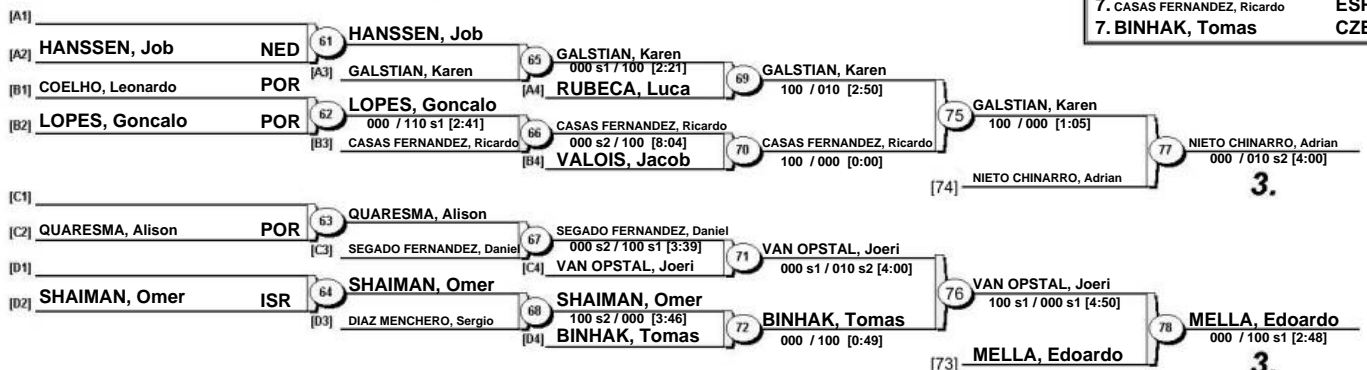 7. CASAS FERNANDEZ, Ricardo
7. BINHAK, Tomas CZE
[A1]
[A2] HANSSEN, Job NED
61
HANSSEN, Job
[A3] GALSTIAN, Karen
65
GALSTIAN, Karen
000 s1 / 100 [2:21]
[A4] RUBECA, Luca
69
GALSTIAN, Karen
100 / 010 [2:50]
[B1] COELHO, Leonardo POR
[B2] LOPES, Goncalo POR
62
LOPES, Goncalo
000 / 110 s1 [2:41]
[B3] CASAS FERNANDEZ, Ricardo
66
CASAS FERNANDEZ, Ricardo
000 s2 / 100 [8:04]
[B4] VALOIS, Jacob
70
CASAS FERNANDEZ, Ricardo
100 / 000 [0:00]
75
GALSTIAN, Karen
100 / 000 [1:05]
[74] NIETO CHINARRO, Adrian
77
NIETO CHINARRO, Adrian
000 / 010 s2 [4:00]
3.
[C1]
[C2] QUARESMA, Alison POR
63
QUARESMA, Alison
[C3] SEGADO FERNANDEZ, Daniel
67
SEGADO FERNANDEZ, Daniel
000 s2 / 100 s1 [3:39]
[C4] VAN OPSTAL, Joeri
71
VAN OPSTAL, Joeri
000 s1 / 010 s2 [4:00]
[D1]
[D2] SHAIMAN, Omer ISR
64
SHAIMAN, Omer
[D3] DIAZ MENCHERO, Sergio
68
SHAIMAN, Omer
100 s2 / 000 [3:46]
[D4] BINHAK, Tomas
72
BINHAK, Tomas
000 / 100 [0:49]
76
VAN OPSTAL, Joeri
100 s1 / 000 s1 [4:50]
[73] MELLA, Edoardo
78
MELLA, Edoardo
000 / 100 s1 [2:48]
3.